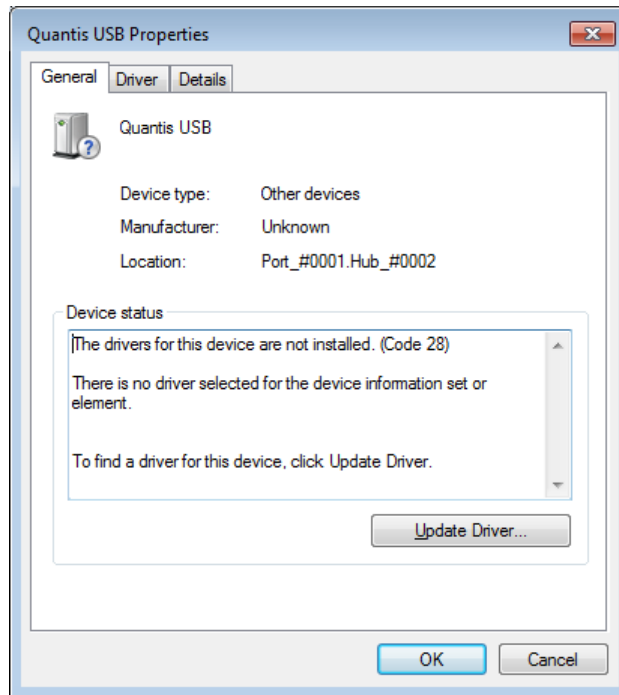 Quantis USB Properties
General Driver Details
Quantis USB
Device type: Other devices
Manufacturer: Unknown
Location: Port_#0001.Hub_#0002
Device status
The drivers for this device are not installed. (Code 28)
There is no driver selected for the device information set or
element.
To find a driver for this device, click Update Driver.
Update Driver...
OK Cancel